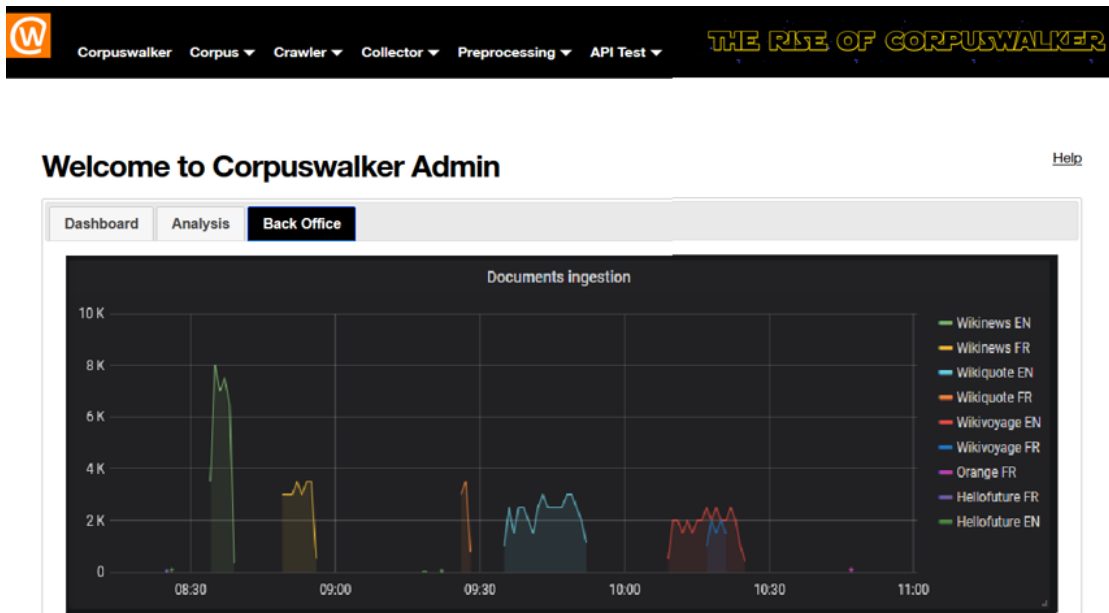 W
Corpuswalker Corpus Crawler Collector Preprocessing API Test THE RISE OF CORPUSWALKER
Welcome to Corpuswalker Admin
Help
Dashboard Analysis Back Office
Documents ingestion
10 K
8 K
6 K
4 K
2 K
0
08:30 09:00 09:30 10:00 10:30 11:00
Wikinews EN
Wikinews FR
Wikiquote EN
Wikiquote FR
Wikivoyage EN
Wikivoyage FR
Orange FR
Hellofuture FR
Hellofuture EN